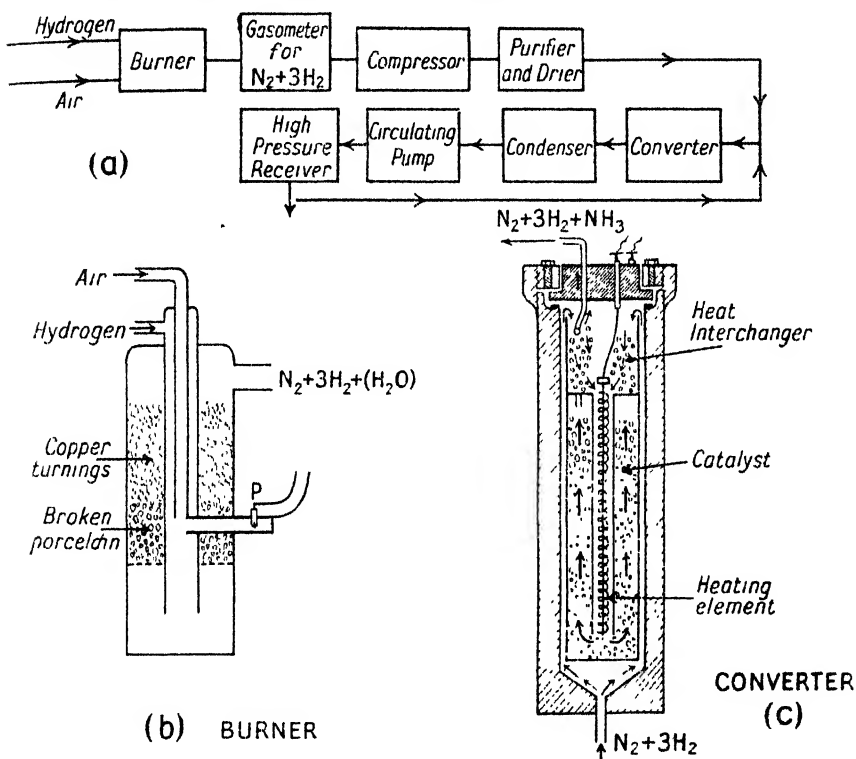 Hydrogen
Air
Burner
Gasometer
for
N₂+3H₂
Compressor
Purifier
and Drier
High
Pressure
Receiver
Circulating
Pump
Condenser
Converter
(a)
Air
Hydrogen
N₂+3H₂+(H₂O)
Copper
turnings
Broken
porcelain
P
(b) BURNER
N₂+3H₂+NH₃
Heat
Interchanger
Catalyst
Heating
element
CONVERTER
(c)
N₂+3H₂